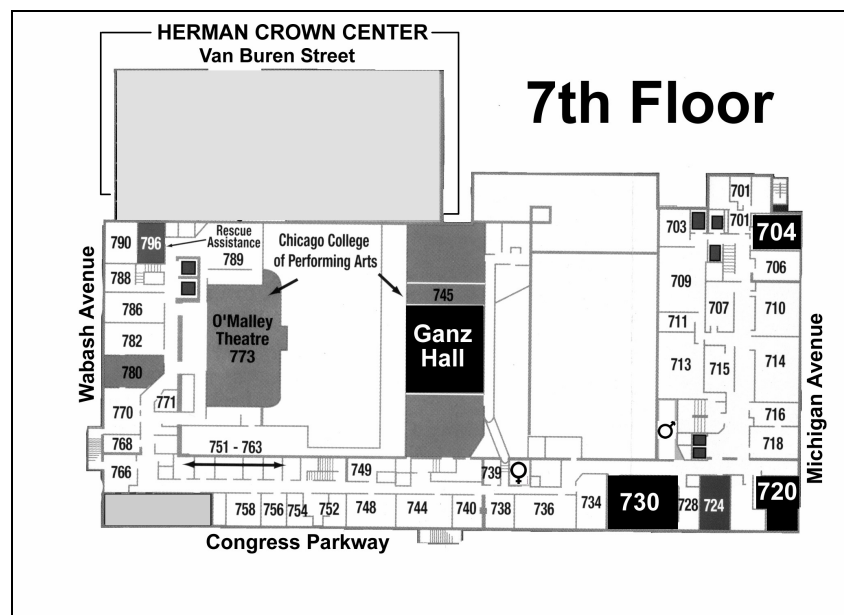 HERMAN CROWN CENTER
Van Buren Street
7th Floor
Wabash Avenue
Michigan Avenue
Congress Parkway
790
796
Rescue
Assistance
789
Chicago College
of Performing Arts
788
786
782
780
770
771
768
766
O'Malley
Theatre
773
745
Ganz
Hall
751 - 763
749
739
758
756
754
752
748
744
740
738
736
734
730
728
724
720
701
701
703
704
706
709
707
710
711
713
715
714
716
718